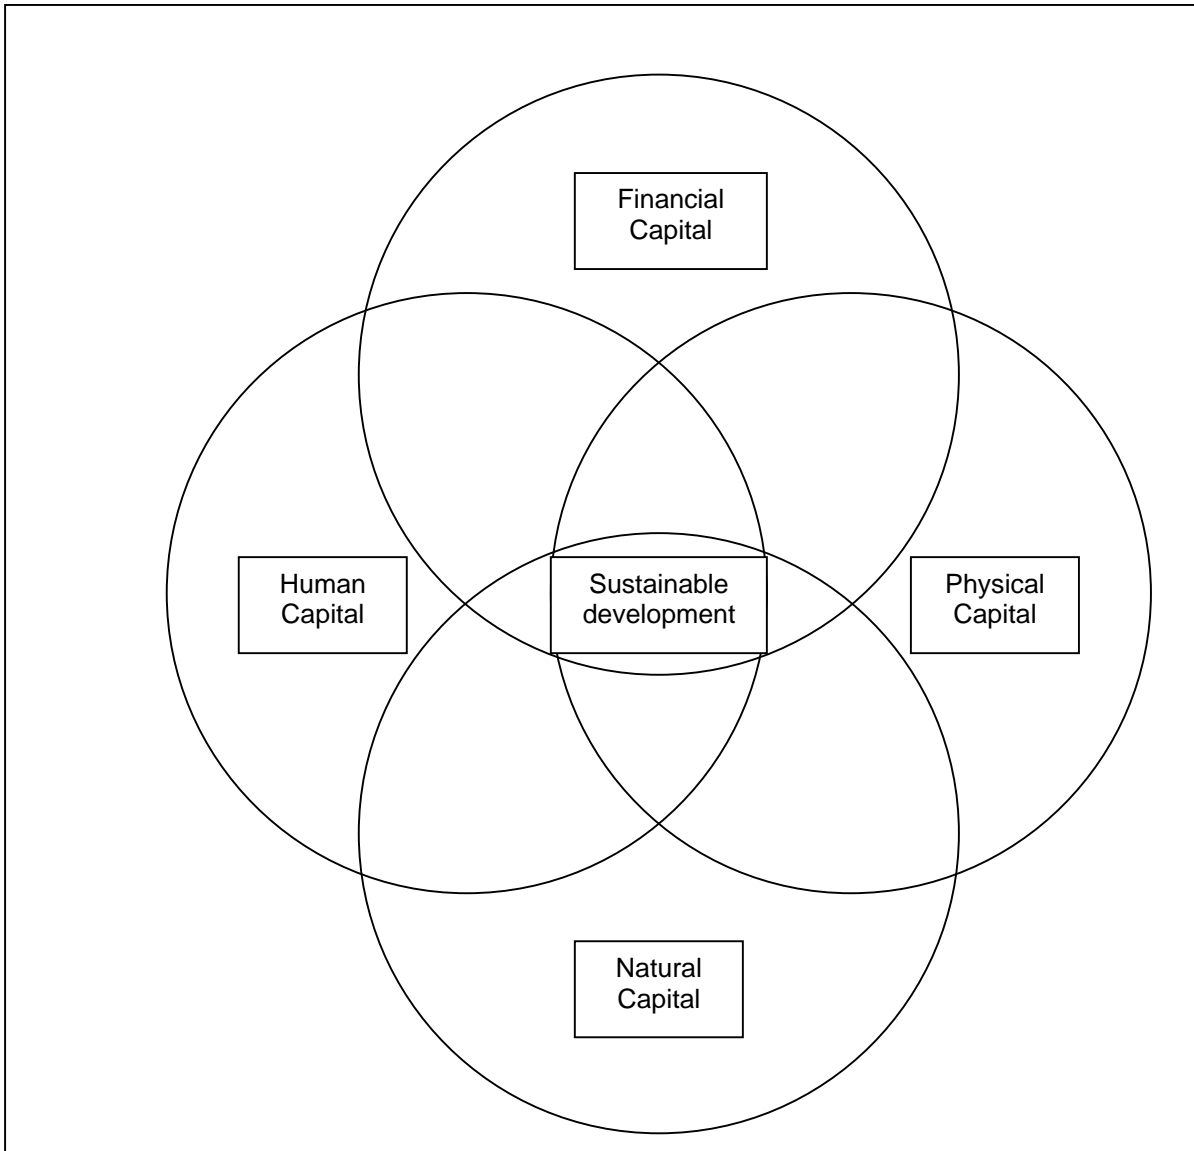 Financial
Capital
Human
Capital
Sustainable
development
Physical
Capital
Natural
Capital